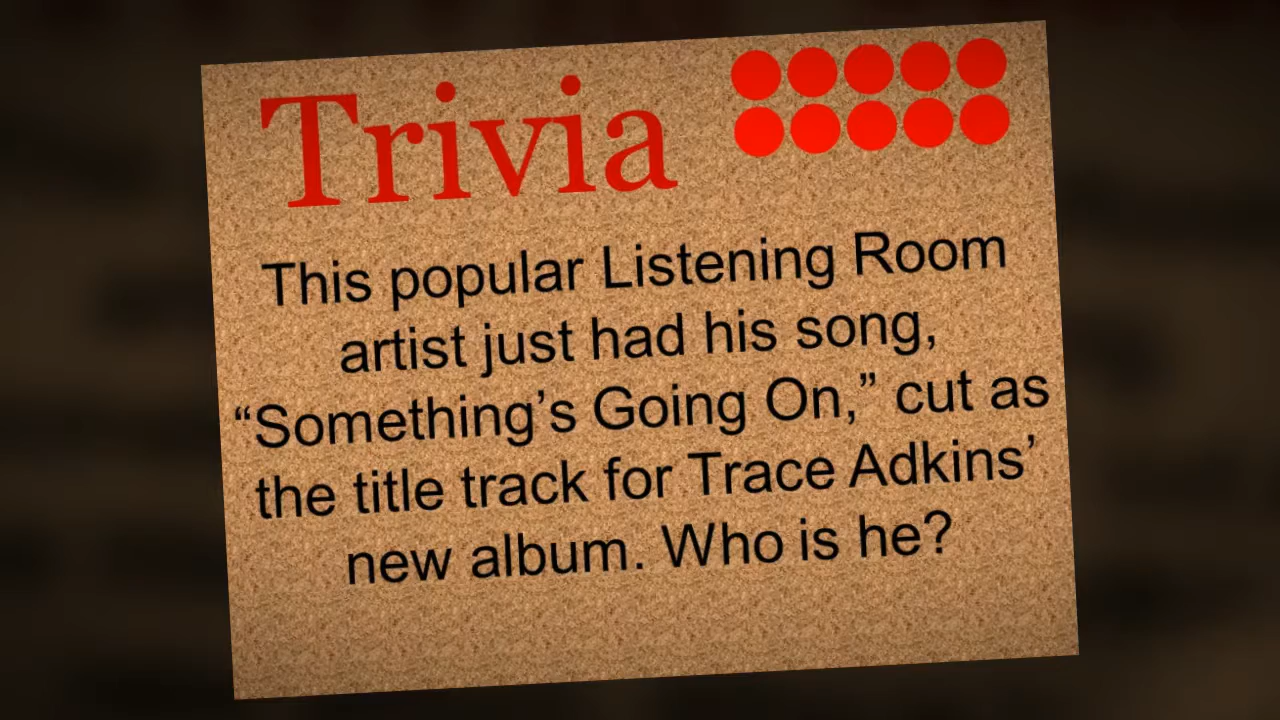 Trivia
This popular Listening Room
artist just had his song,
“Something’s Going On,” cut as
the title track for Trace Adkins’
new album. Who is he?